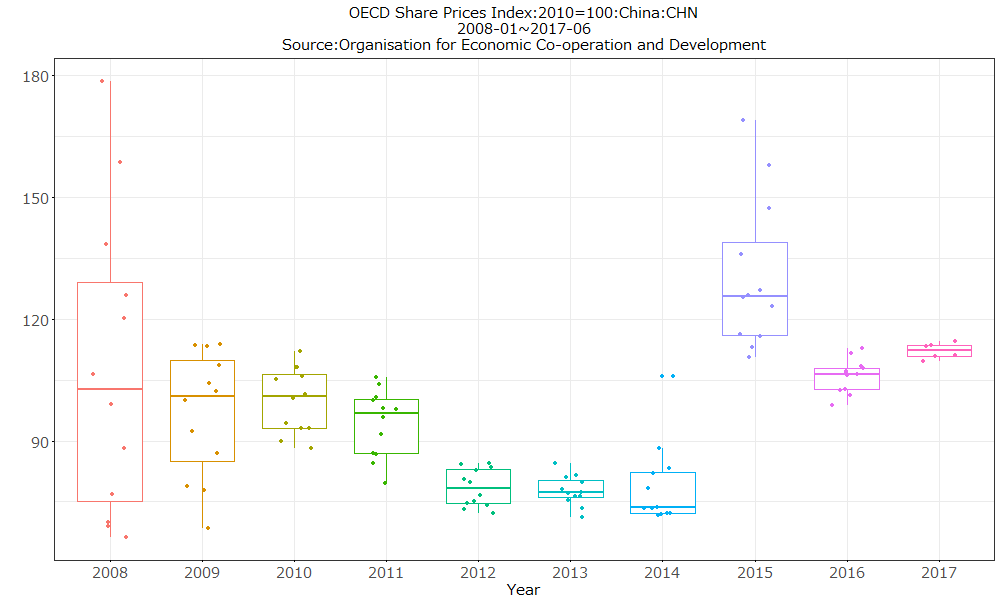 OECD Share Prices Index:2010=100:China:CHN
2008-01~2017-06
Source:Organisation for Economic Co-operation and Development
180
150
120
90
2008 2009 2010 2011 2012 2013 2014 2015 2016 2017
Year